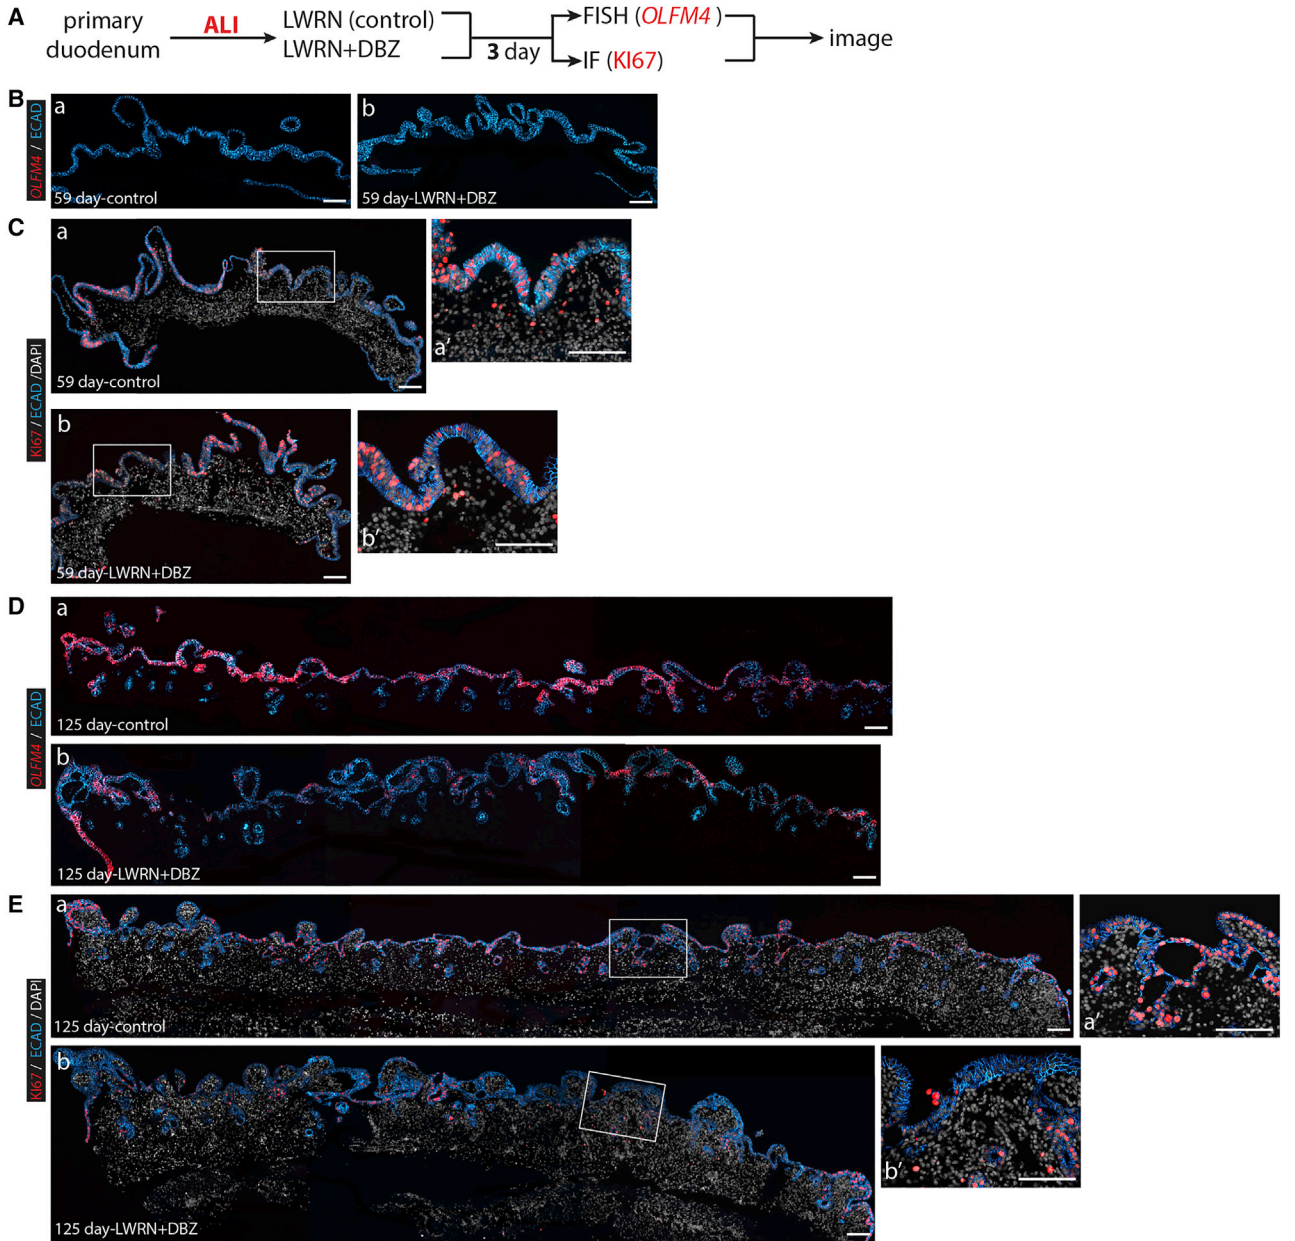 A
primary duodenum
ALI
LWRN (control)
LWRN+DBZ
3 day
FISH (OLFM4 )
IF (KI67)
image
B
OLFM4 / ECAD
a
59 day-control
b
59 day-LWRN+DBZ
C
KI67 / ECAD /DAPI
a
59 day-control
a′
b
59 day-LWRN+DBZ
b′
D
OLFM4 / ECAD
a
125 day-control
b
125 day-LWRN+DBZ
E
KI67 / ECAD / DAPI
a
125 day-control
a′
b
125 day-LWRN+DBZ
b′